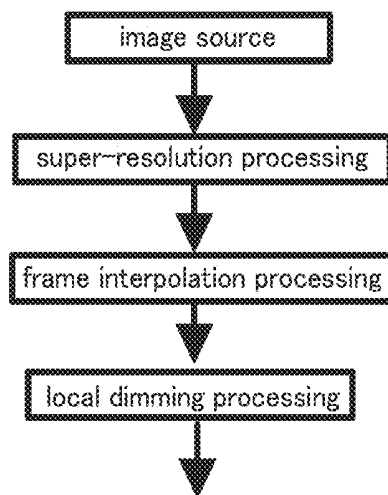 image source
super-resolution processing
frame interpolation processing
local dimming processing